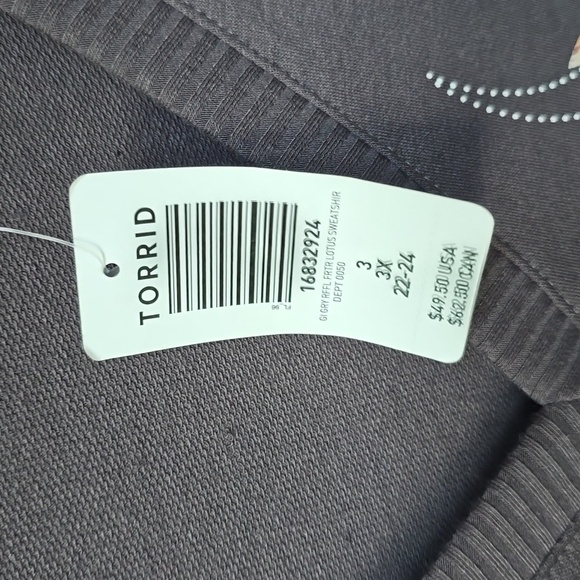 TORRID
16832924
GI GRY RFFL FRTR LOTUS SWEATSHIR
DEPT 0050
3
3X
22-24
$49.50 USA
$62.50 CAN